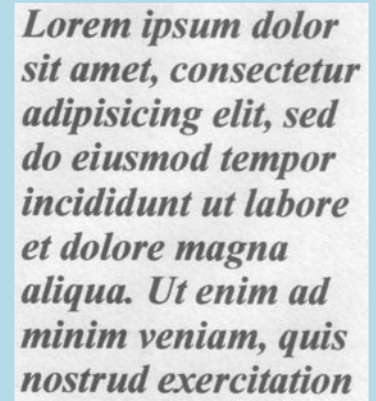 Lorem ipsum dolor
sit amet, consectetur
adipisicing elit, sed
do eiusmod tempor
incididunt ut labore
et dolore magna
aliqua. Ut enim ad
minim veniam, quis
nostrud exercitation